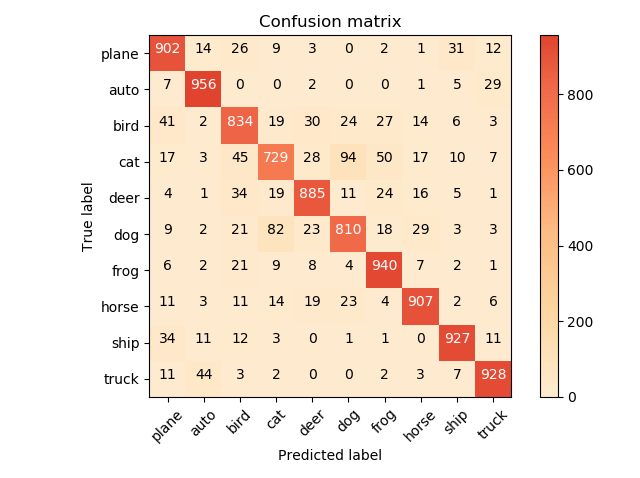 Confusion matrix
plane 902 14 26 9 3 0 2 1 31 12
auto 7 956 0 0 2 0 0 1 5 29
bird 41 2 834 19 30 24 27 14 6 3
cat 17 3 45 729 28 94 50 17 10 7
deer 4 1 34 19 885 11 24 16 5 1
dog 9 2 21 82 23 810 18 29 3 3
frog 6 2 21 9 8 4 940 7 2 1
horse 11 3 11 14 19 23 4 907 2 6
ship 34 11 12 3 0 1 1 0 927 11
truck 11 44 3 2 0 0 2 3 7 928
plane auto bird cat deer dog frog horse ship truck
Predicted label
True label
800
600
400
200
0